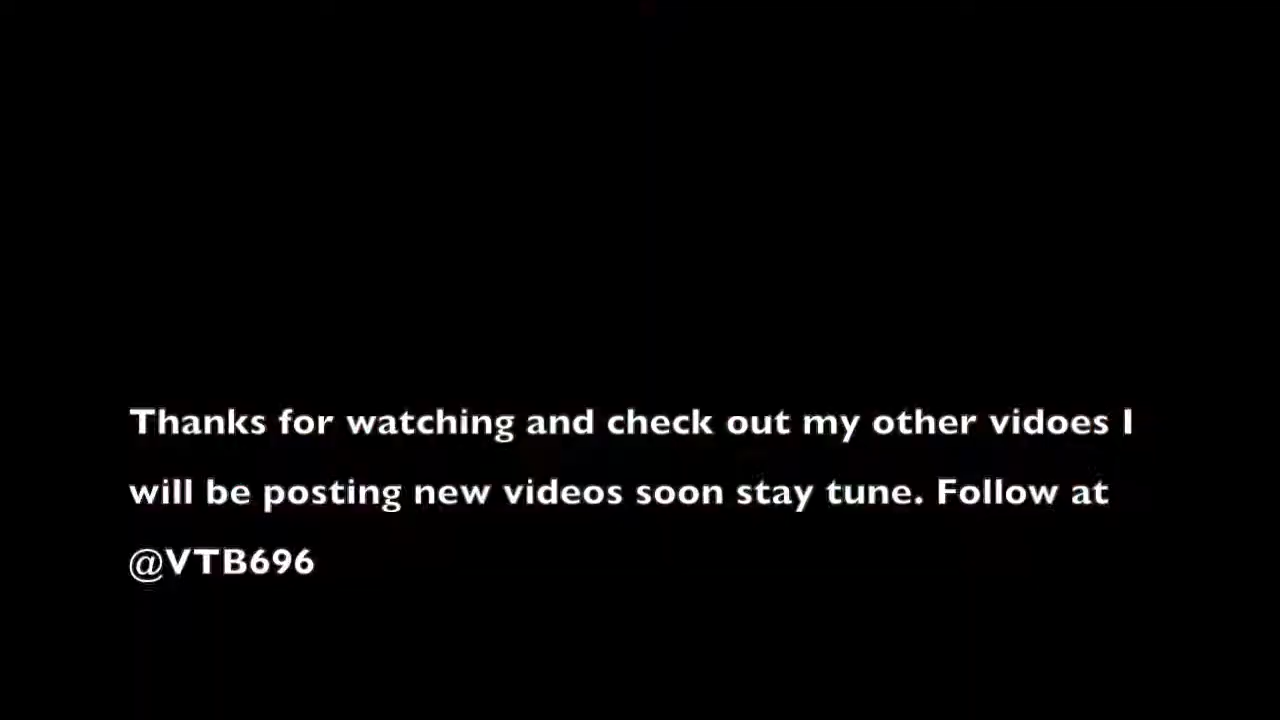 Thanks for watching and check out my other vidoes I
will be posting new videos soon stay tune. Follow at
@VTB696